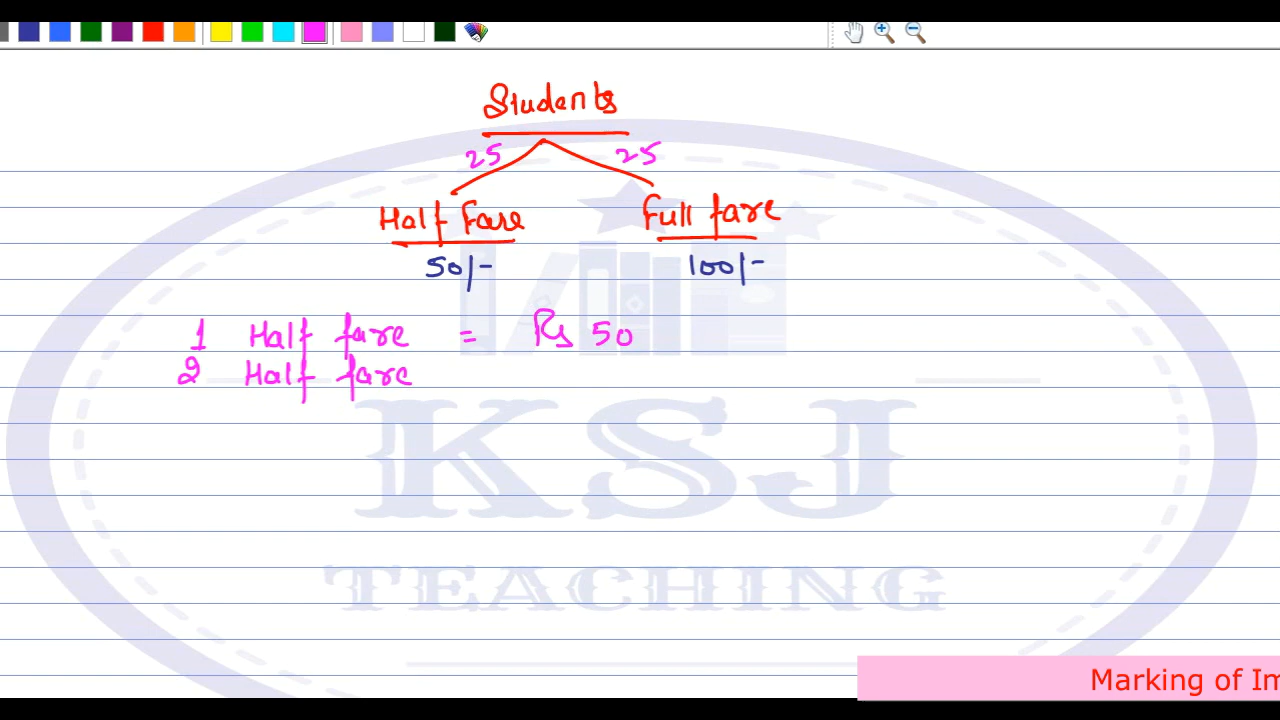 Students
25 25
Half Fare Full fare
50/- 100/-
1 Half fare = Rs 50
2 Half fare
KSJ
TEACHING
Marking of Im